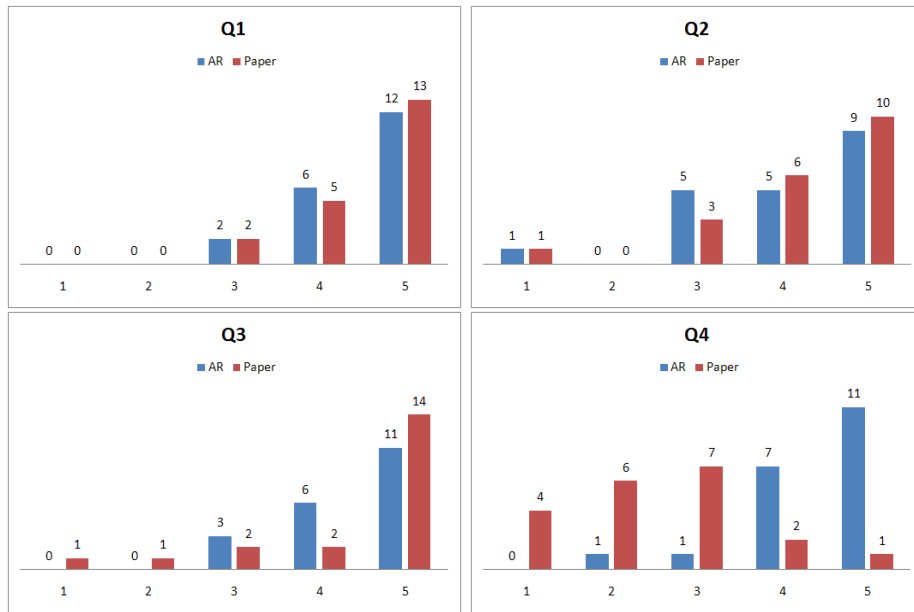 Q1
AR Paper
12 13
6 5
2 2
0 0 0 0
1 2 3 4 5
Q2
AR Paper
9 10
5 5 6
3
1 1 0 0
1 2 3 4 5
Q3
AR Paper
14
11
6
3 2 2
0 1 0 1
1 2 3 4 5
Q4
AR Paper
11
7 7
6
4
2
0 1 1 1
1 2 3 4 5